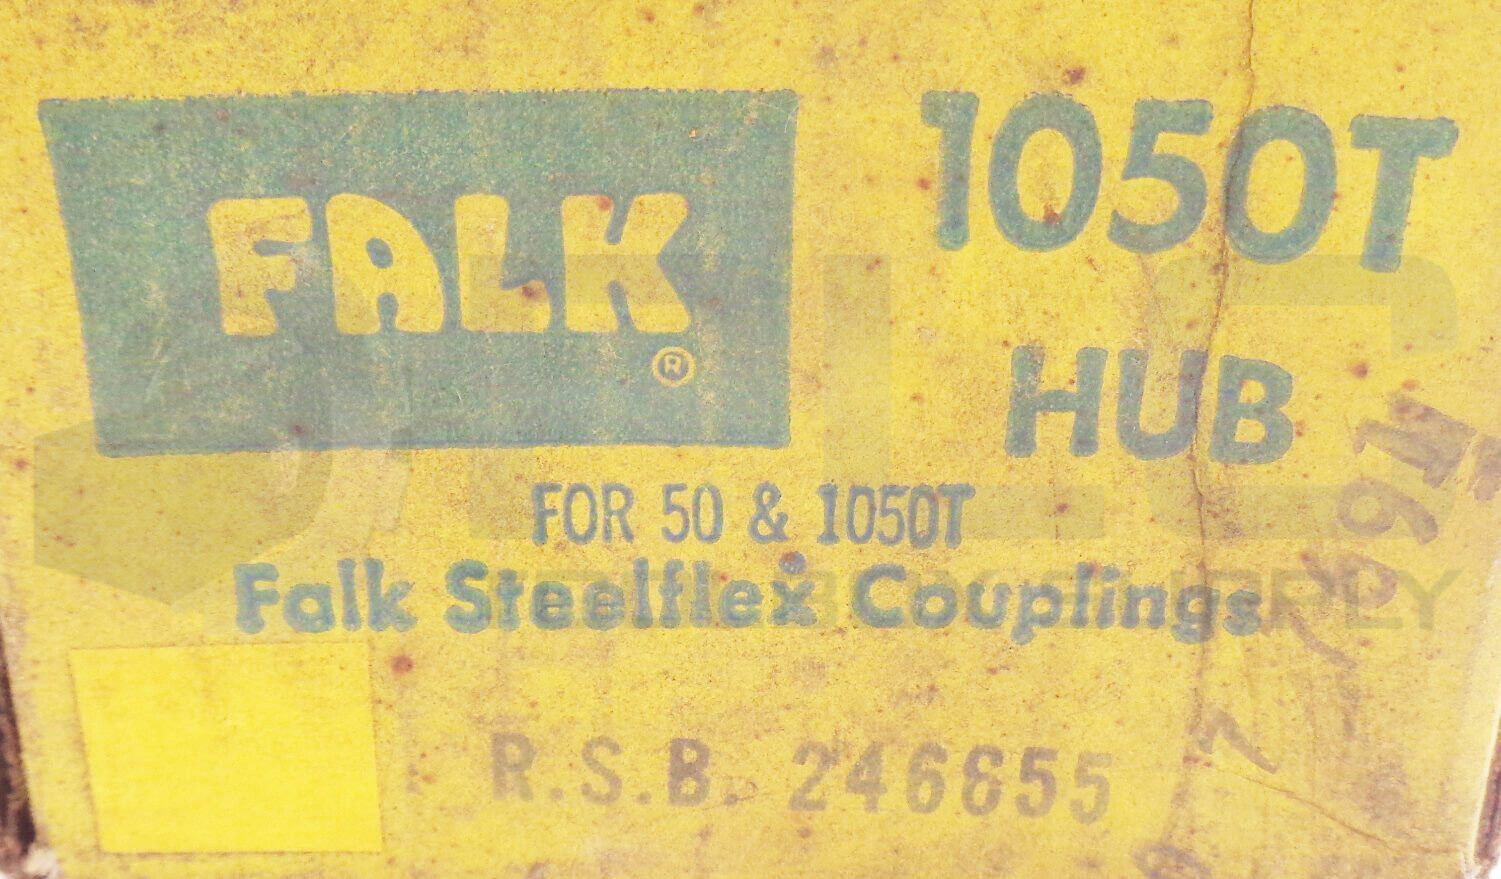 FALK
®
1050T
HUB
FOR 50 & 1050T
Falk Steelflex Couplings
R.S.B. 246855